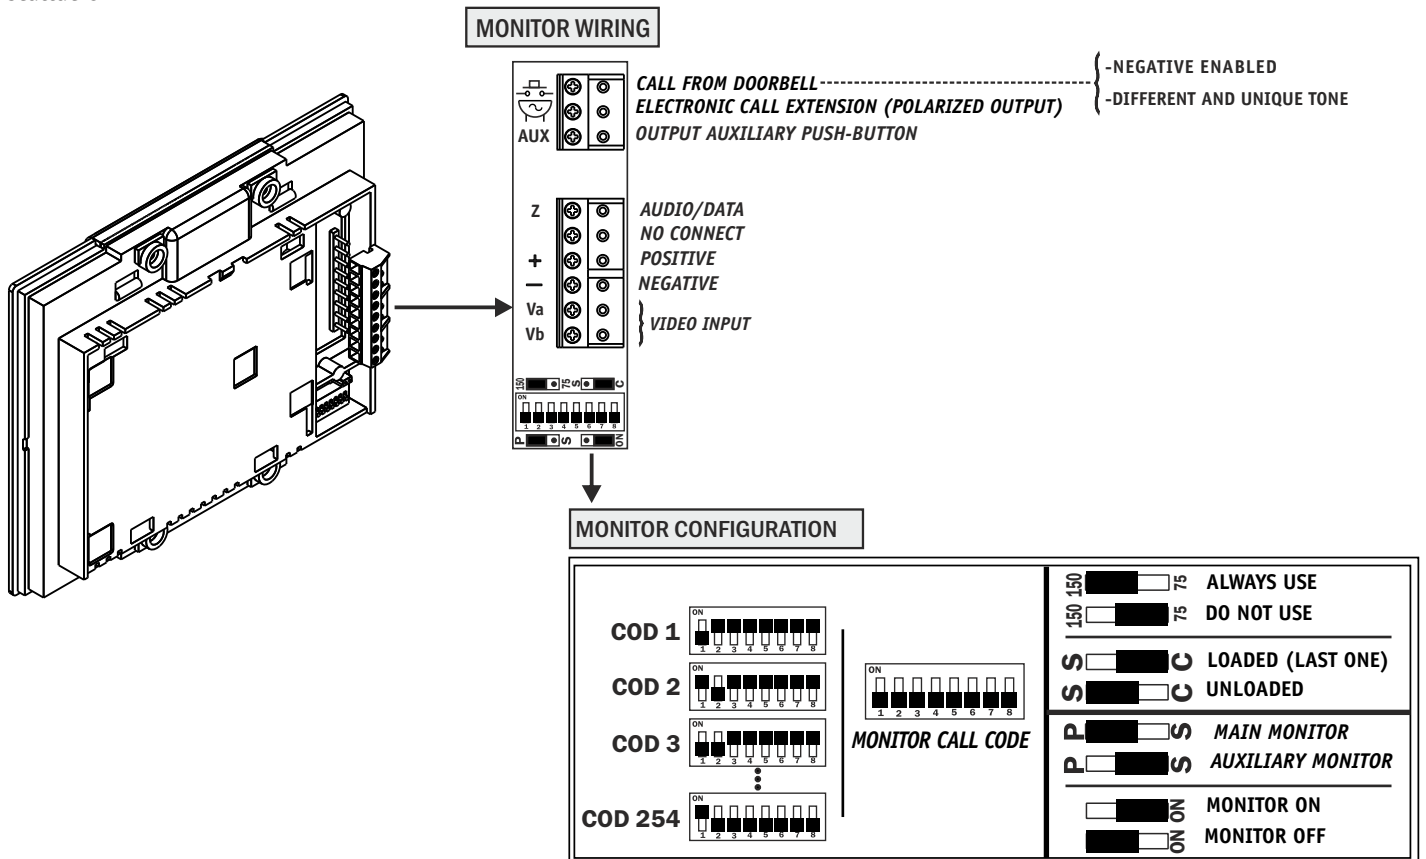 MONITOR WIRING
CALL FROM DOORBELL
-NEGATIVE ENABLED
-DIFFERENT AND UNIQUE TONE
ELECTRONIC CALL EXTENSION (POLARIZED OUTPUT)
AUX OUTPUT AUXILIARY PUSH-BUTTON
Z AUDIO/DATA
NO CONNECT
+ POSITIVE
- NEGATIVE
Va
Vb
VIDEO INPUT
150 75 S C
ON
1 2 3 4 5 6 7 8
P S ON
MONITOR CONFIGURATION
COD 1
ON
1 2 3 4 5 6 7 8
COD 2
ON
1 2 3 4 5 6 7 8
COD 3
ON
1 2 3 4 5 6 7 8
COD 254
ON
1 2 3 4 5 6 7 8
ON
1 2 3 4 5 6 7 8
MONITOR CALL CODE
150 75 ALWAYS USE
150 75 DO NOT USE
S C LOADED (LAST ONE)
S C UNLOADED
P S MAIN MONITOR
P S AUXILIARY MONITOR
ON MONITOR ON
ON MONITOR OFF